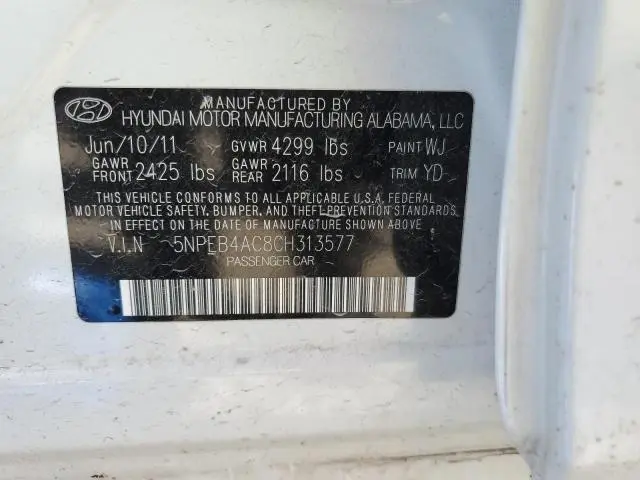 MANUFACTURED BY
HYUNDAI MOTOR MANUFACTURING ALABAMA, LLC
Jun/10/11 GVWR 4299 lbs PAINT WJ
GAWR FRONT 2425 lbs GAWR REAR 2116 lbs TRIM YD
THIS VEHICLE CONFORMS TO ALL APPLICABLE U.S.A. FEDERAL
MOTOR VEHICLE SAFETY, BUMPER, AND THEFT PREVENTION STANDARDS
IN EFFECT ON THE DATE OF MANUFACTURE SHOWN ABOVE
V.I.N 5NPEB4AC8CH313577
PASSENGER CAR